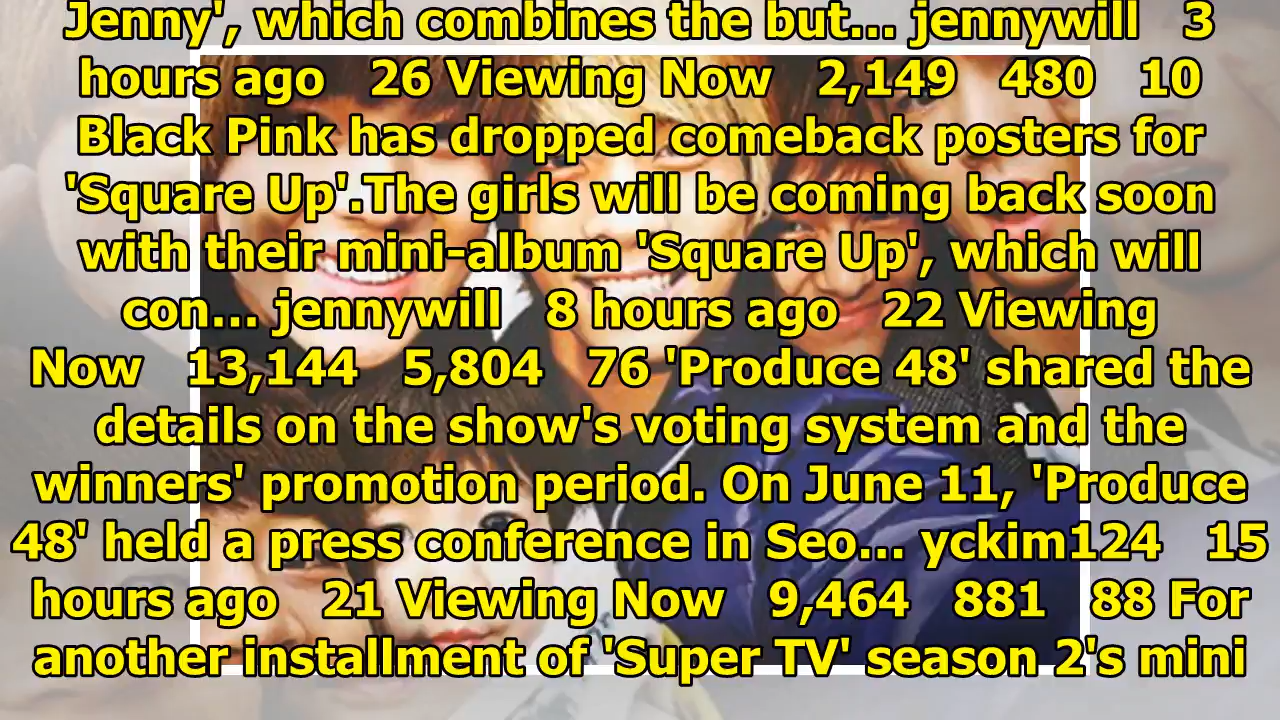 Jenny', which combines the but... jennywill 3
hours ago 26 Viewing Now 2,149 480 10
Black Pink has dropped comeback posters for
'Square Up'.The girls will be coming back soon
with their mini-album 'Square Up', which will
con... jennywill 8 hours ago 22 Viewing
Now 13,144 5,804 76 'Produce 48' shared the
details on the show's voting system and the
winners' promotion period. On June 11, 'Produce
48' held a press conference in Seo... yckim124 15
hours ago 21 Viewing Now 9,464 881 88 For
another installment of 'Super TV' season 2's mini